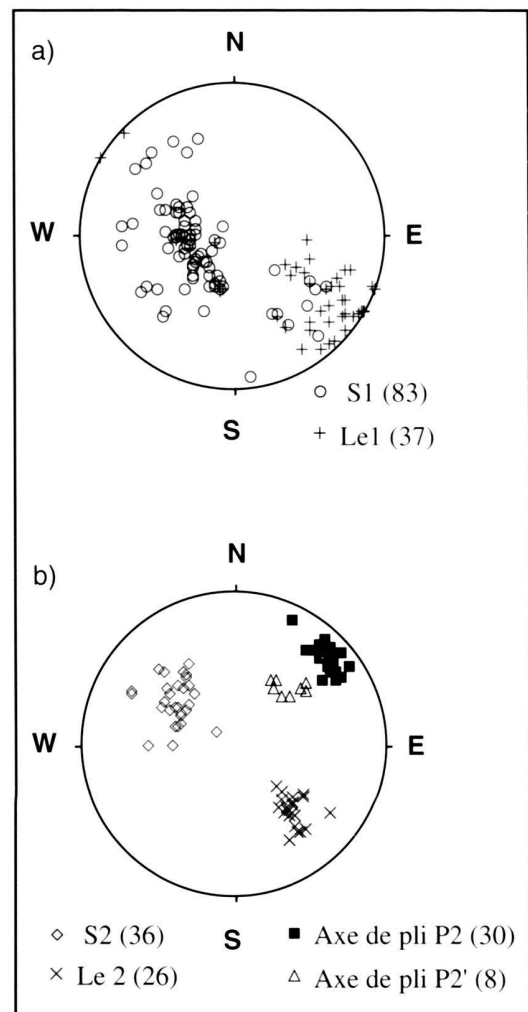 a)
N
W
E
S
S1 (83)
Le1 (37)
b)
N
W
E
S
S2 (36)
Axe de pli P2 (30)
Le 2 (26)
Axe de pli P2' (8)